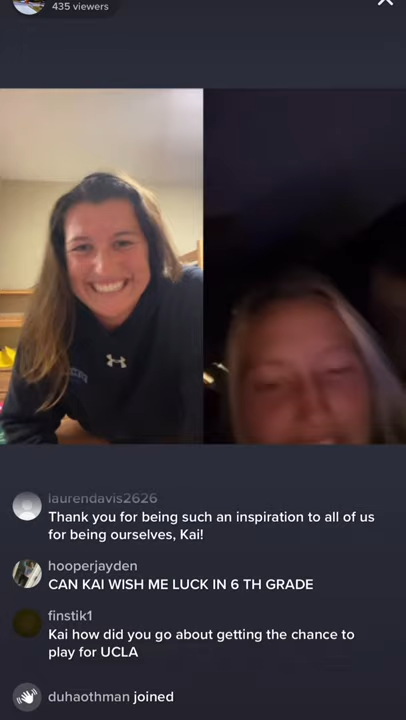 435 viewers
laurendavis2626
Thank you for being such an inspiration to all of us
for being ourselves, Kai!
hooperjayden
CAN KAI WISH ME LUCK IN 6 TH GRADE
finstik1
Kai how did you go about getting the chance to
play for UCLA
duhaothman joined